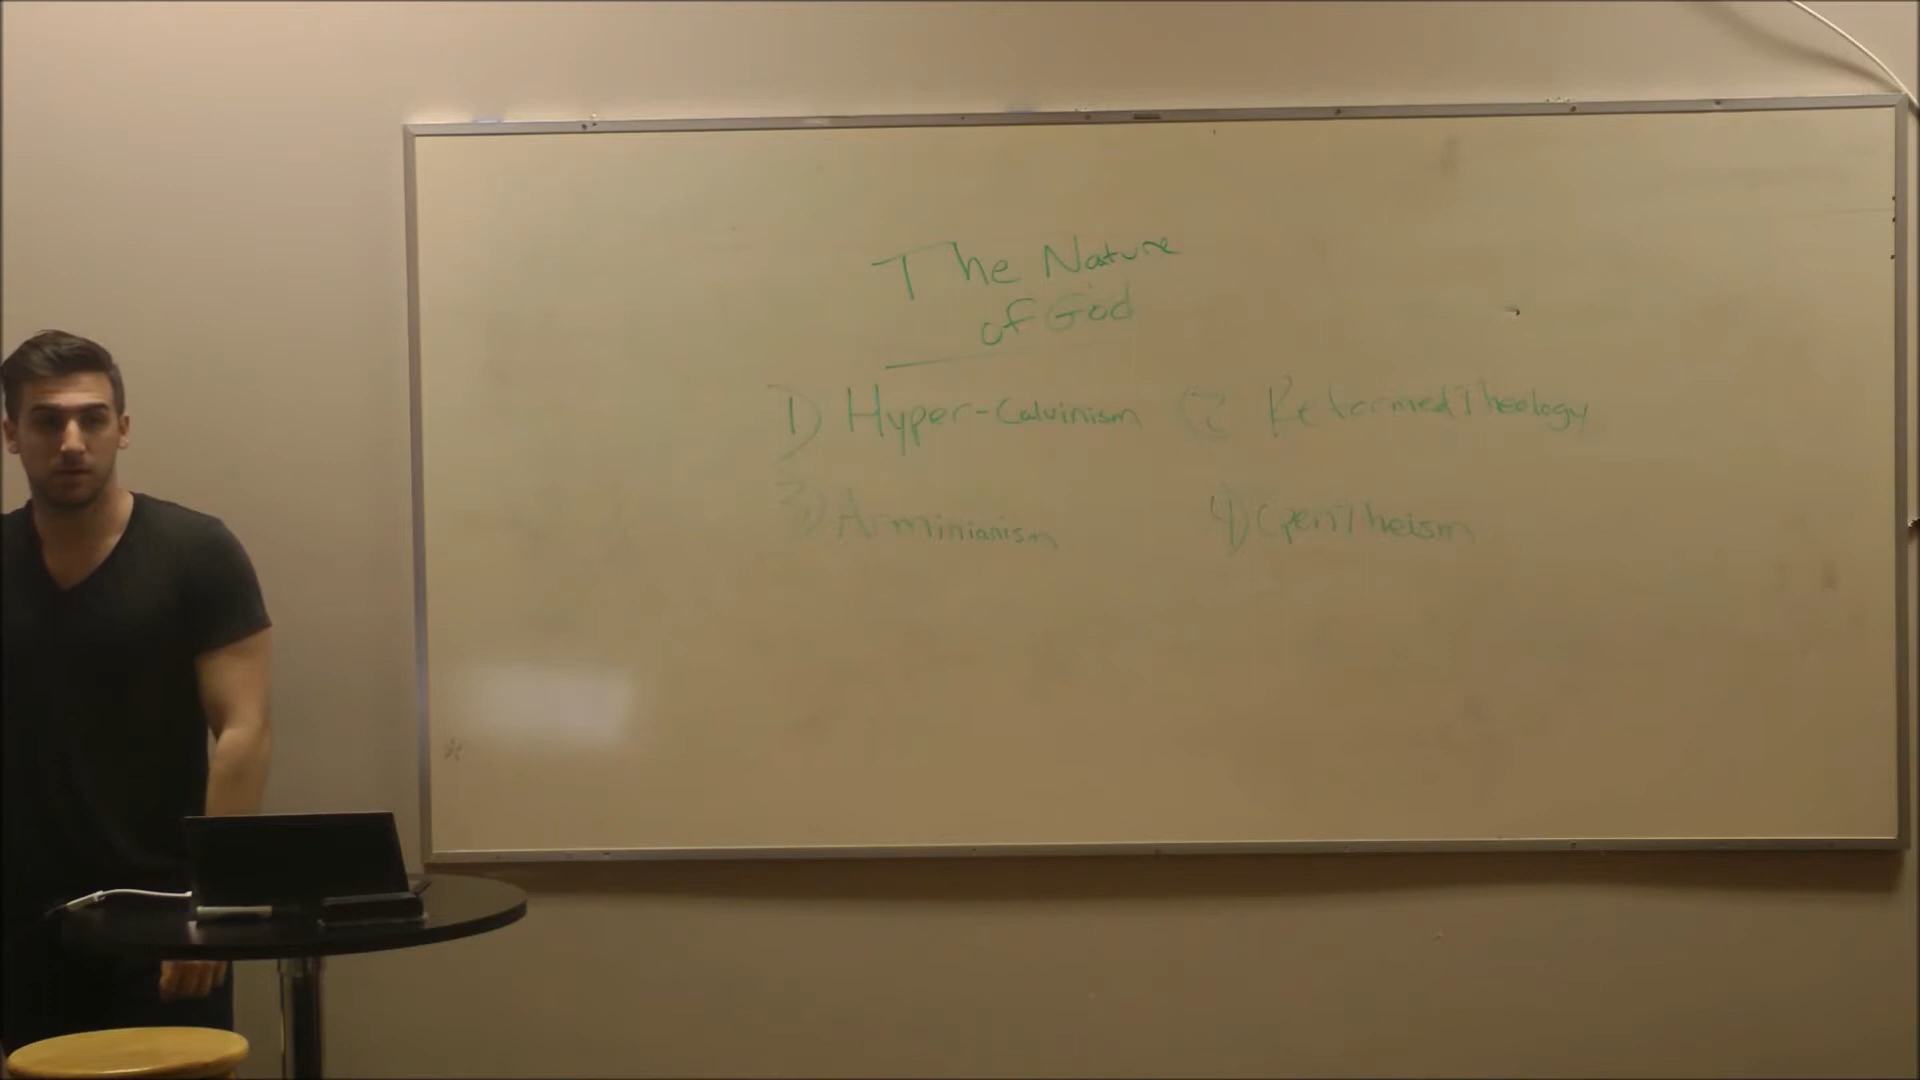 The Nature
of God
1) Hyper-Calvinism 2 Reformed Theology
3) Arminianism 4) Open Theism